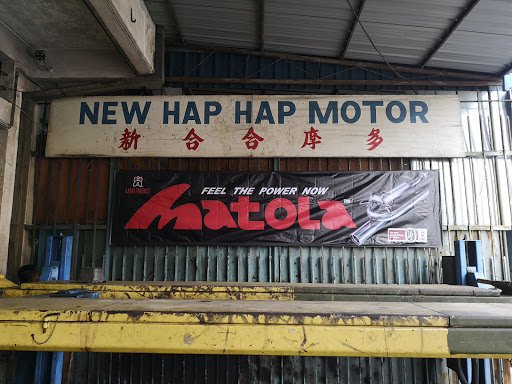 NEW HAP HAP MOTOR
新合合摩多
FEEL THE POWER NOW
Matola